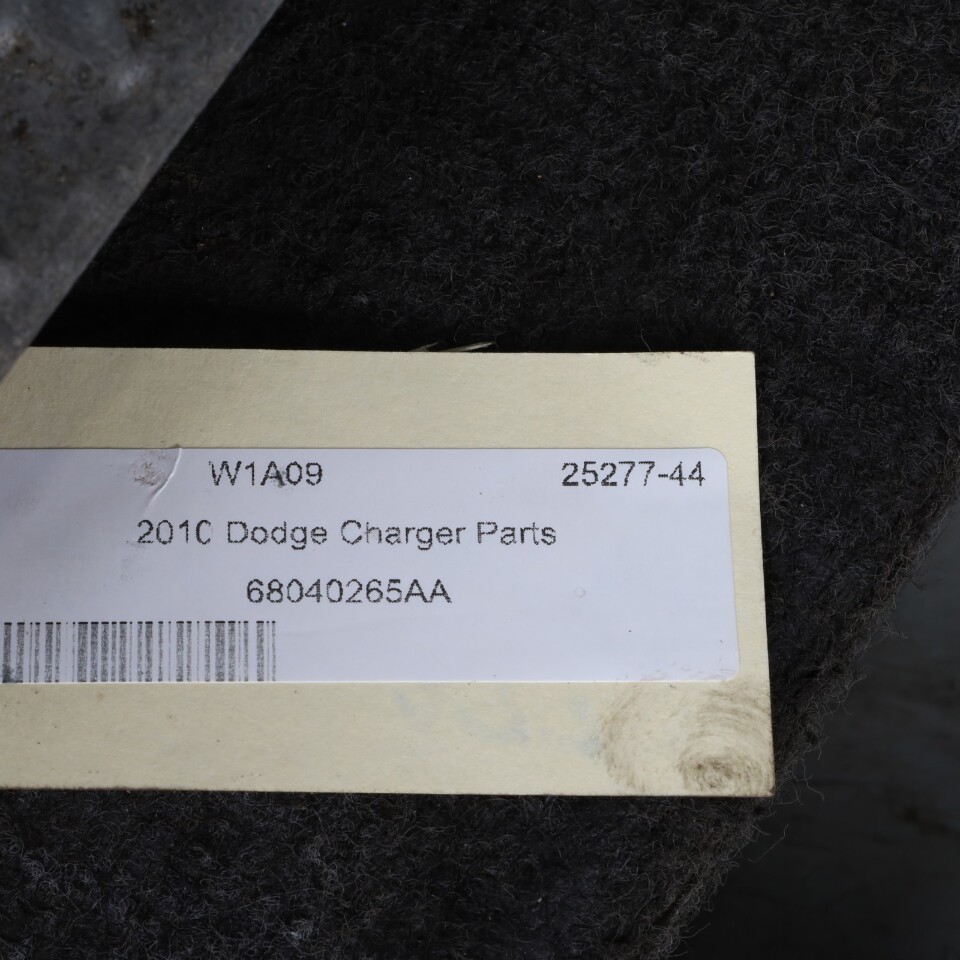 W1A09 25277-44
2010 Dodge Charger Parts
68040265AA